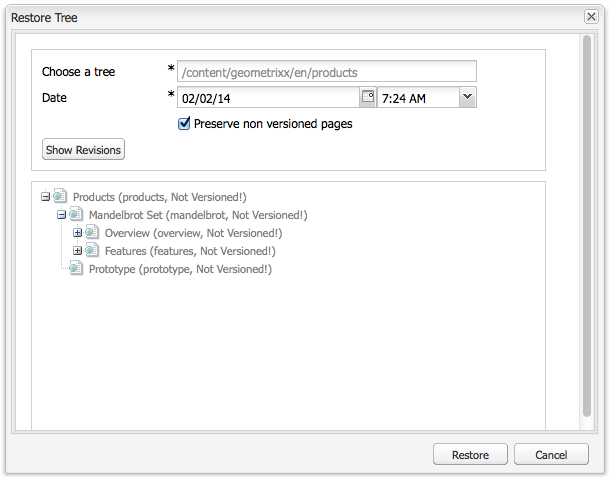 Restore Tree
Choose a tree * /content/geometrixx/en/products
Date * 02/02/14 7:24 AM
Preserve non versioned pages
Show Revisions
Products (products, Not Versioned!)
Mandelbrot Set (mandelbrot, Not Versioned!)
Overview (overview, Not Versioned!)
Features (features, Not Versioned!)
Prototype (prototype, Not Versioned!)
Restore Cancel